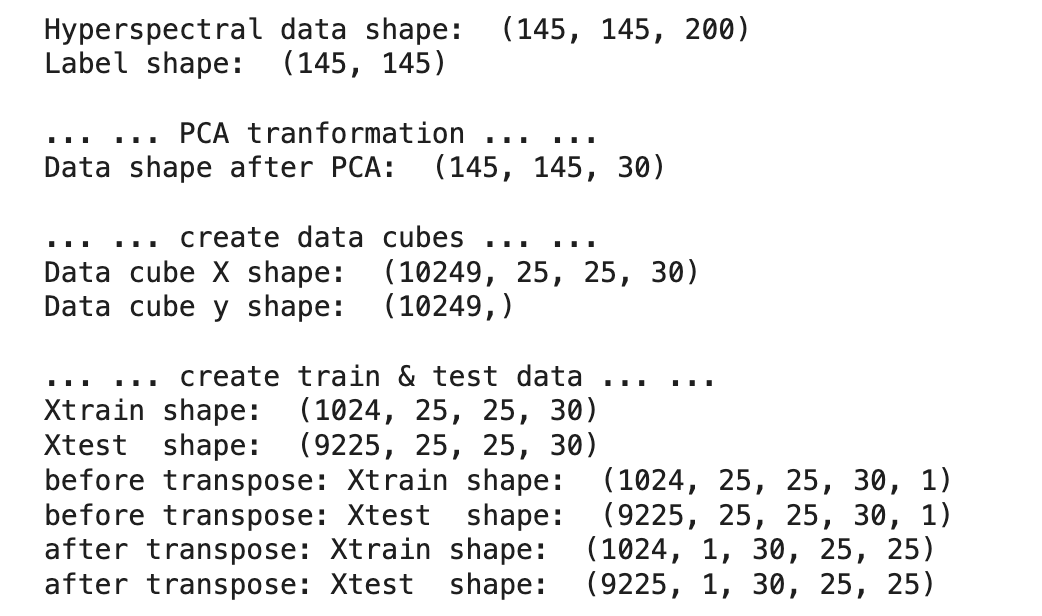 Hyperspectral data shape:  (145, 145, 200)
Label shape:  (145, 145)
... ... PCA tranformation ... ...
Data shape after PCA:  (145, 145, 30)
... ... create data cubes ... ...
Data cube X shape:  (10249, 25, 25, 30)
Data cube y shape:  (10249,)
... ... create train & test data ... ...
Xtrain shape:  (1024, 25, 25, 30)
Xtest  shape:  (9225, 25, 25, 30)
before transpose: Xtrain shape:  (1024, 25, 25, 30, 1)
before transpose: Xtest  shape:  (9225, 25, 25, 30, 1)
after transpose: Xtrain shape:  (1024, 1, 30, 25, 25)
after transpose: Xtest  shape:  (9225, 1, 30, 25, 25)